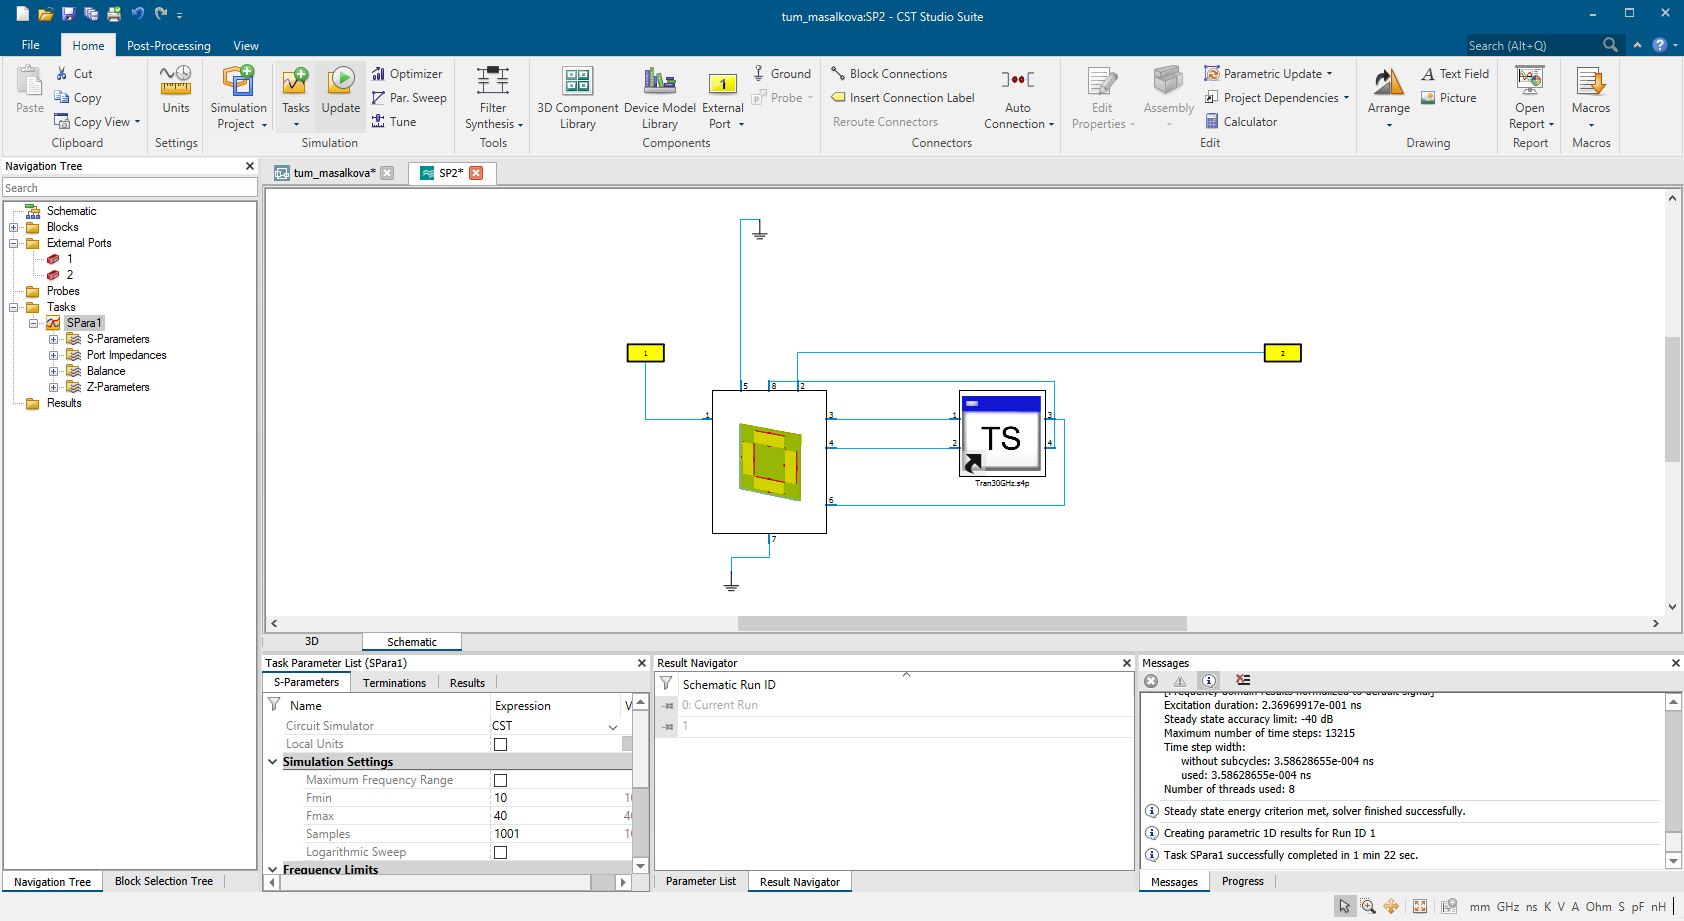 tum_masalkova:SP2 - CST Studio Suite
File
Home
Post-Processing
View
Search (Alt+Q)
Paste
Cut
Copy
Copy View
Clipboard
Units
Settings
Simulation Project
Tasks
Update
Optimizer
Par. Sweep
Tune
Simulation
Filter Synthesis
Tools
3D Component Library
Device Model Library
External Port
1
Ground
Probe
Components
Block Connections
Insert Connection Label
Reroute Connectors
Auto Connection
Connectors
Edit Properties
Assembly
Parametric Update
Project Dependencies
Calculator
Edit
Arrange
Text Field
Picture
Drawing
Open Report
Report
Macros
Macros
Navigation Tree
Search
Schematic
Blocks
External Ports
1
2
Probes
Tasks
SPara1
S-Parameters
Port Impedances
Balance
Z-Parameters
Results
Navigation Tree
Block Selection Tree
tum_masalkova*
SP2*
1
2
5
8
2
1
3
4
6
7
1
2
3
4
TS
Tran30GHz.s4p
3D
Schematic
Task Parameter List (SPara1)
S-Parameters
Terminations
Results
Name
Expression
V
Circuit Simulator
CST
Local Units
Simulation Settings
Maximum Frequency Range
Fmin
10
Fmax
40
Samples
1001
Logarithmic Sweep
Frequency Limits
Result Navigator
Schematic Run ID
0: Current Run
1
Parameter List
Result Navigator
Messages
[Frequency domain results normalized to default signal]
Excitation duration: 2.36969917e-001 ns
Steady state accuracy limit: -40 dB
Maximum number of time steps: 13215
Time step width:
without subcycles: 3.58628655e-004 ns
used: 3.58628655e-004 ns
Number of threads used: 8
Steady state energy criterion met, solver finished successfully.
Creating parametric 1D results for Run ID 1
Task SPara1 successfully completed in 1 min 22 sec.
Messages
Progress
mm GHz ns K V A Ohm S pF nH